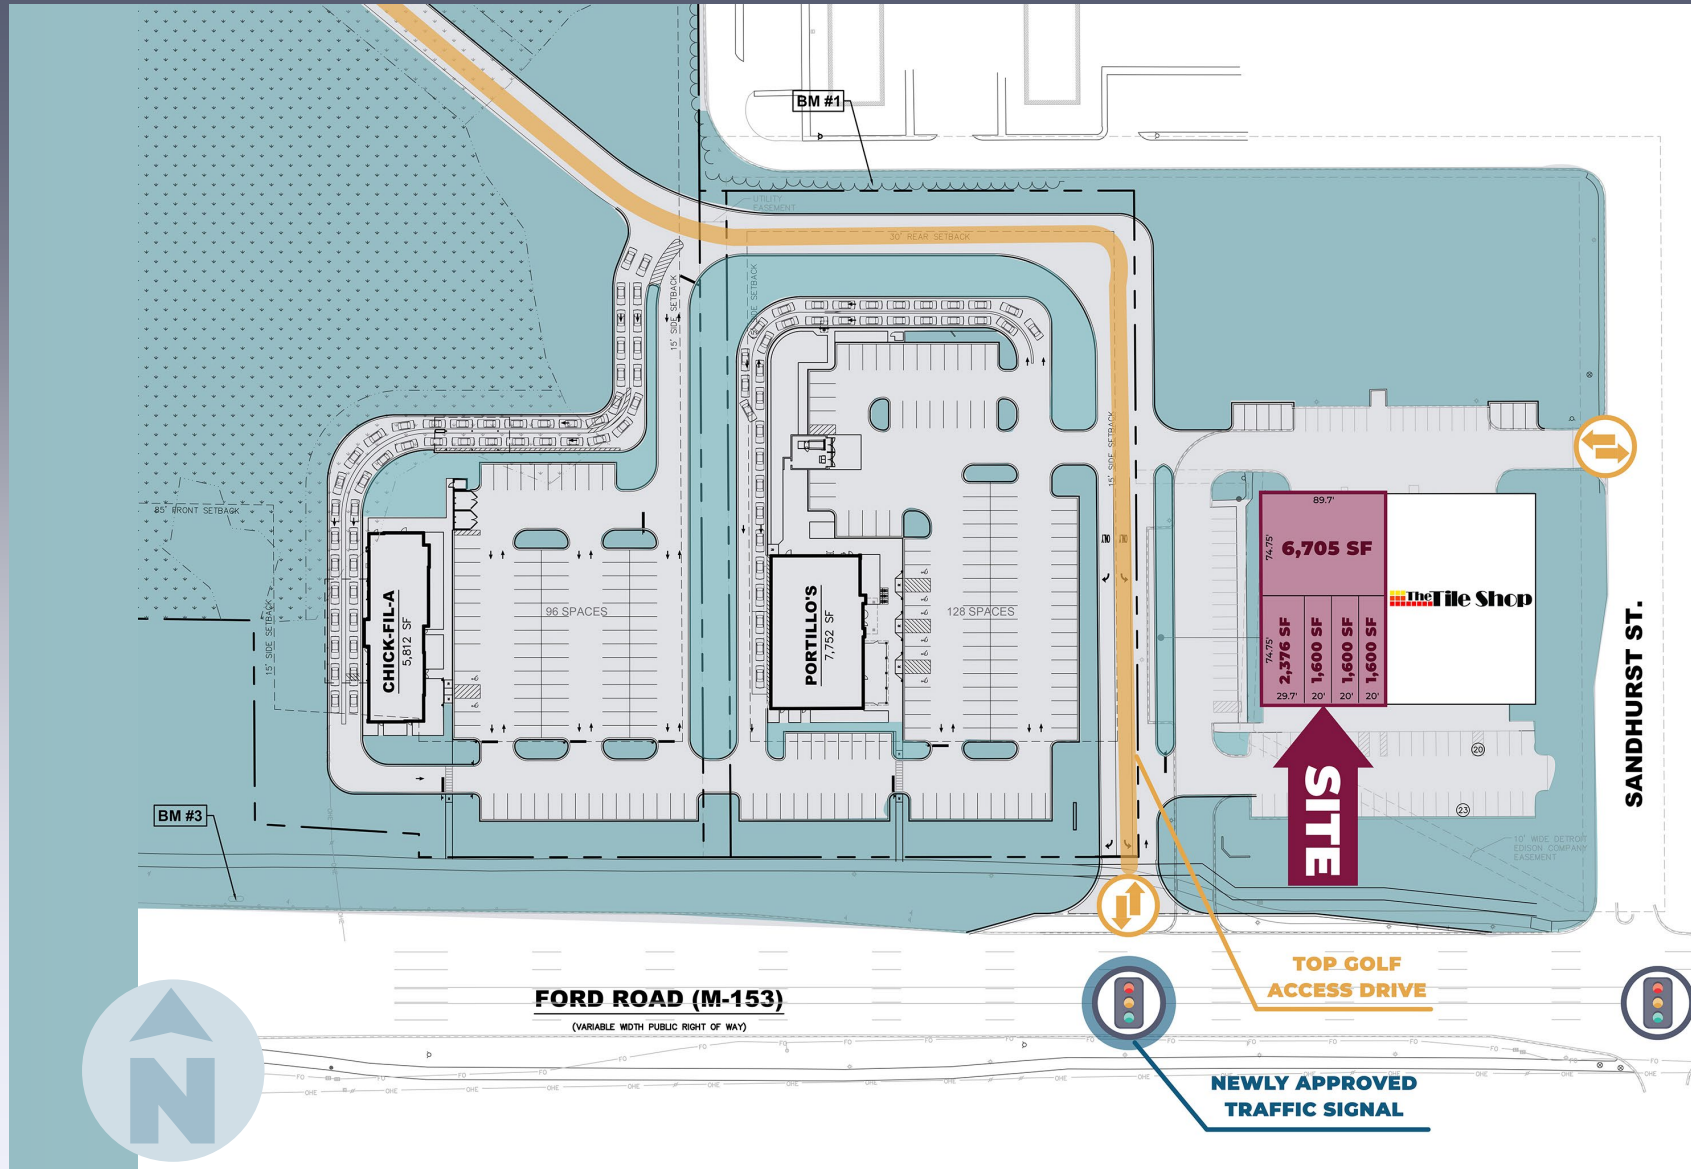 BM #1
UTILITY
EASEMENT
30' REAR SETBACK
15' SIDE SETBACK
SIDE SETBACK
15' SIDE SETBACK
85' FRONT SETBACK
15' SIDE SETBACK
CHICK-FIL-A
5,812 SF
96 SPACES
PORTILLO'S
7,752 SF
128 SPACES
OUT
89.7'
74.75'
6,705 SF
74.75'
2,376 SF
1,600 SF
1,600 SF
1,600 SF
29.7'
20'
20'
20'
The Tile Shop
SANDHURST ST.
SITE
20
23
10' WIDE DETROIT
EDISON COMPANY
EASEMENT
BM #3
TOP GOLF
ACCESS DRIVE
FORD ROAD (M-153)
(VARIABLE WIDTH PUBLIC RIGHT OF WAY)
NEWLY APPROVED
TRAFFIC SIGNAL
N